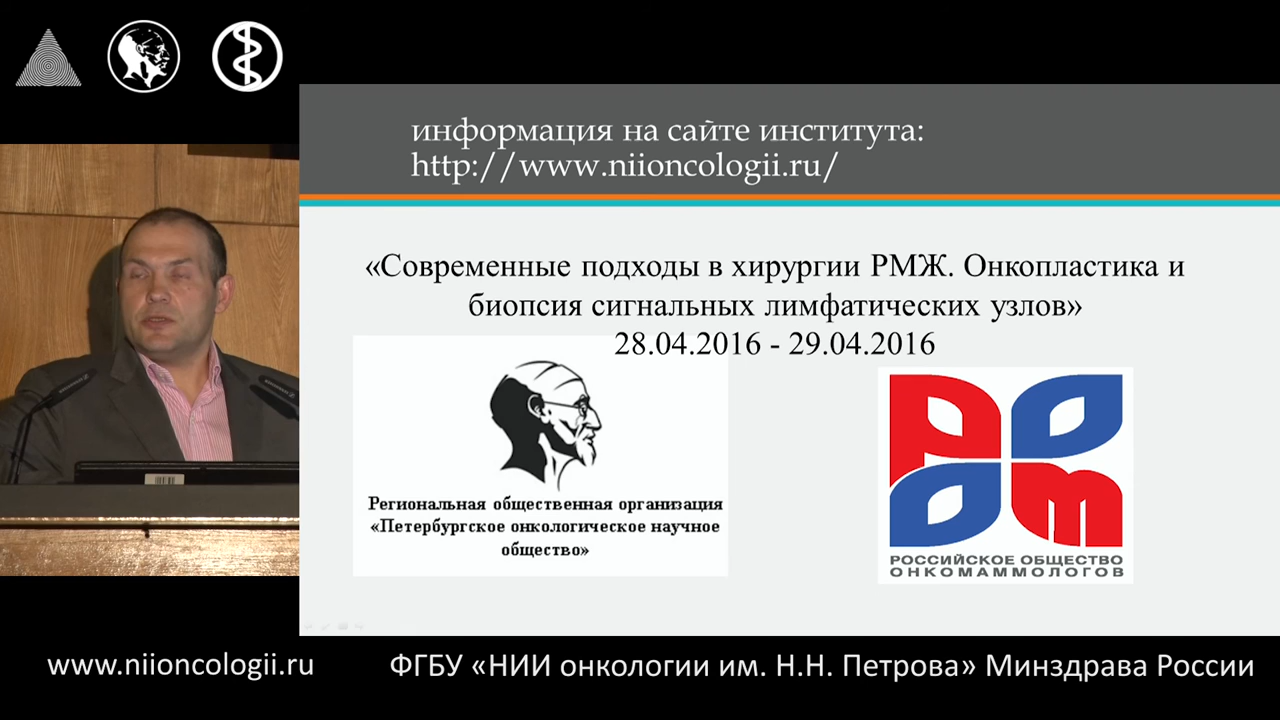 информация на сайте института:
http://www.niioncologii.ru/
«Современные подходы в хирургии РМЖ. Онкопластика и
биопсия сигнальных лимфатических узлов»
28.04.2016 - 29.04.2016
Региональная общественная организация
«Петербургское онкологическое научное
общество»
РООМ
РОССИЙСКОЕ ОБЩЕСТВО
ОНКОМАММОЛОГОВ
www.niioncologii.ru
ФГБУ «НИИ онкологии им. Н.Н. Петрова» Минздрава России